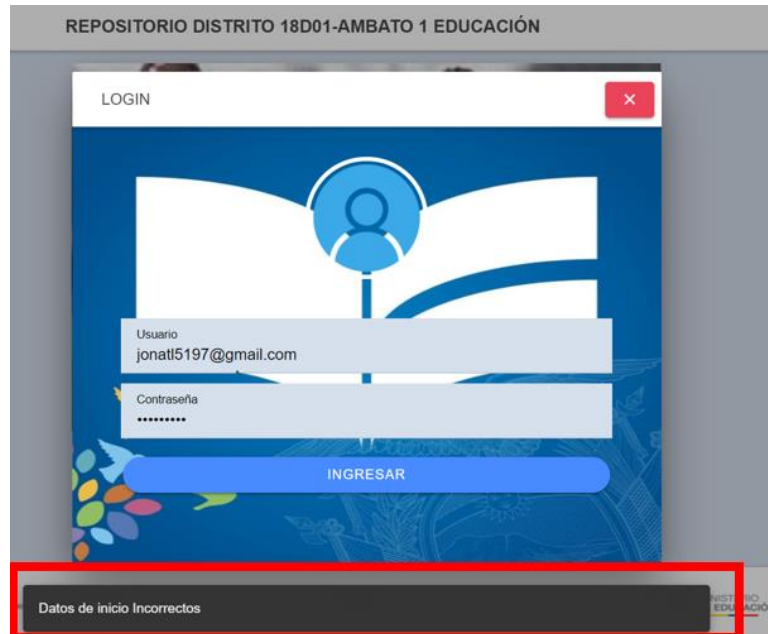 REPOSITORIO DISTRITO 18D01-AMBATO 1 EDUCACIÓN
LOGIN
Usuario
jonatl5197@gmail.com
Contraseña
•••••••••
INGRESAR
Datos de inicio Incorrectos